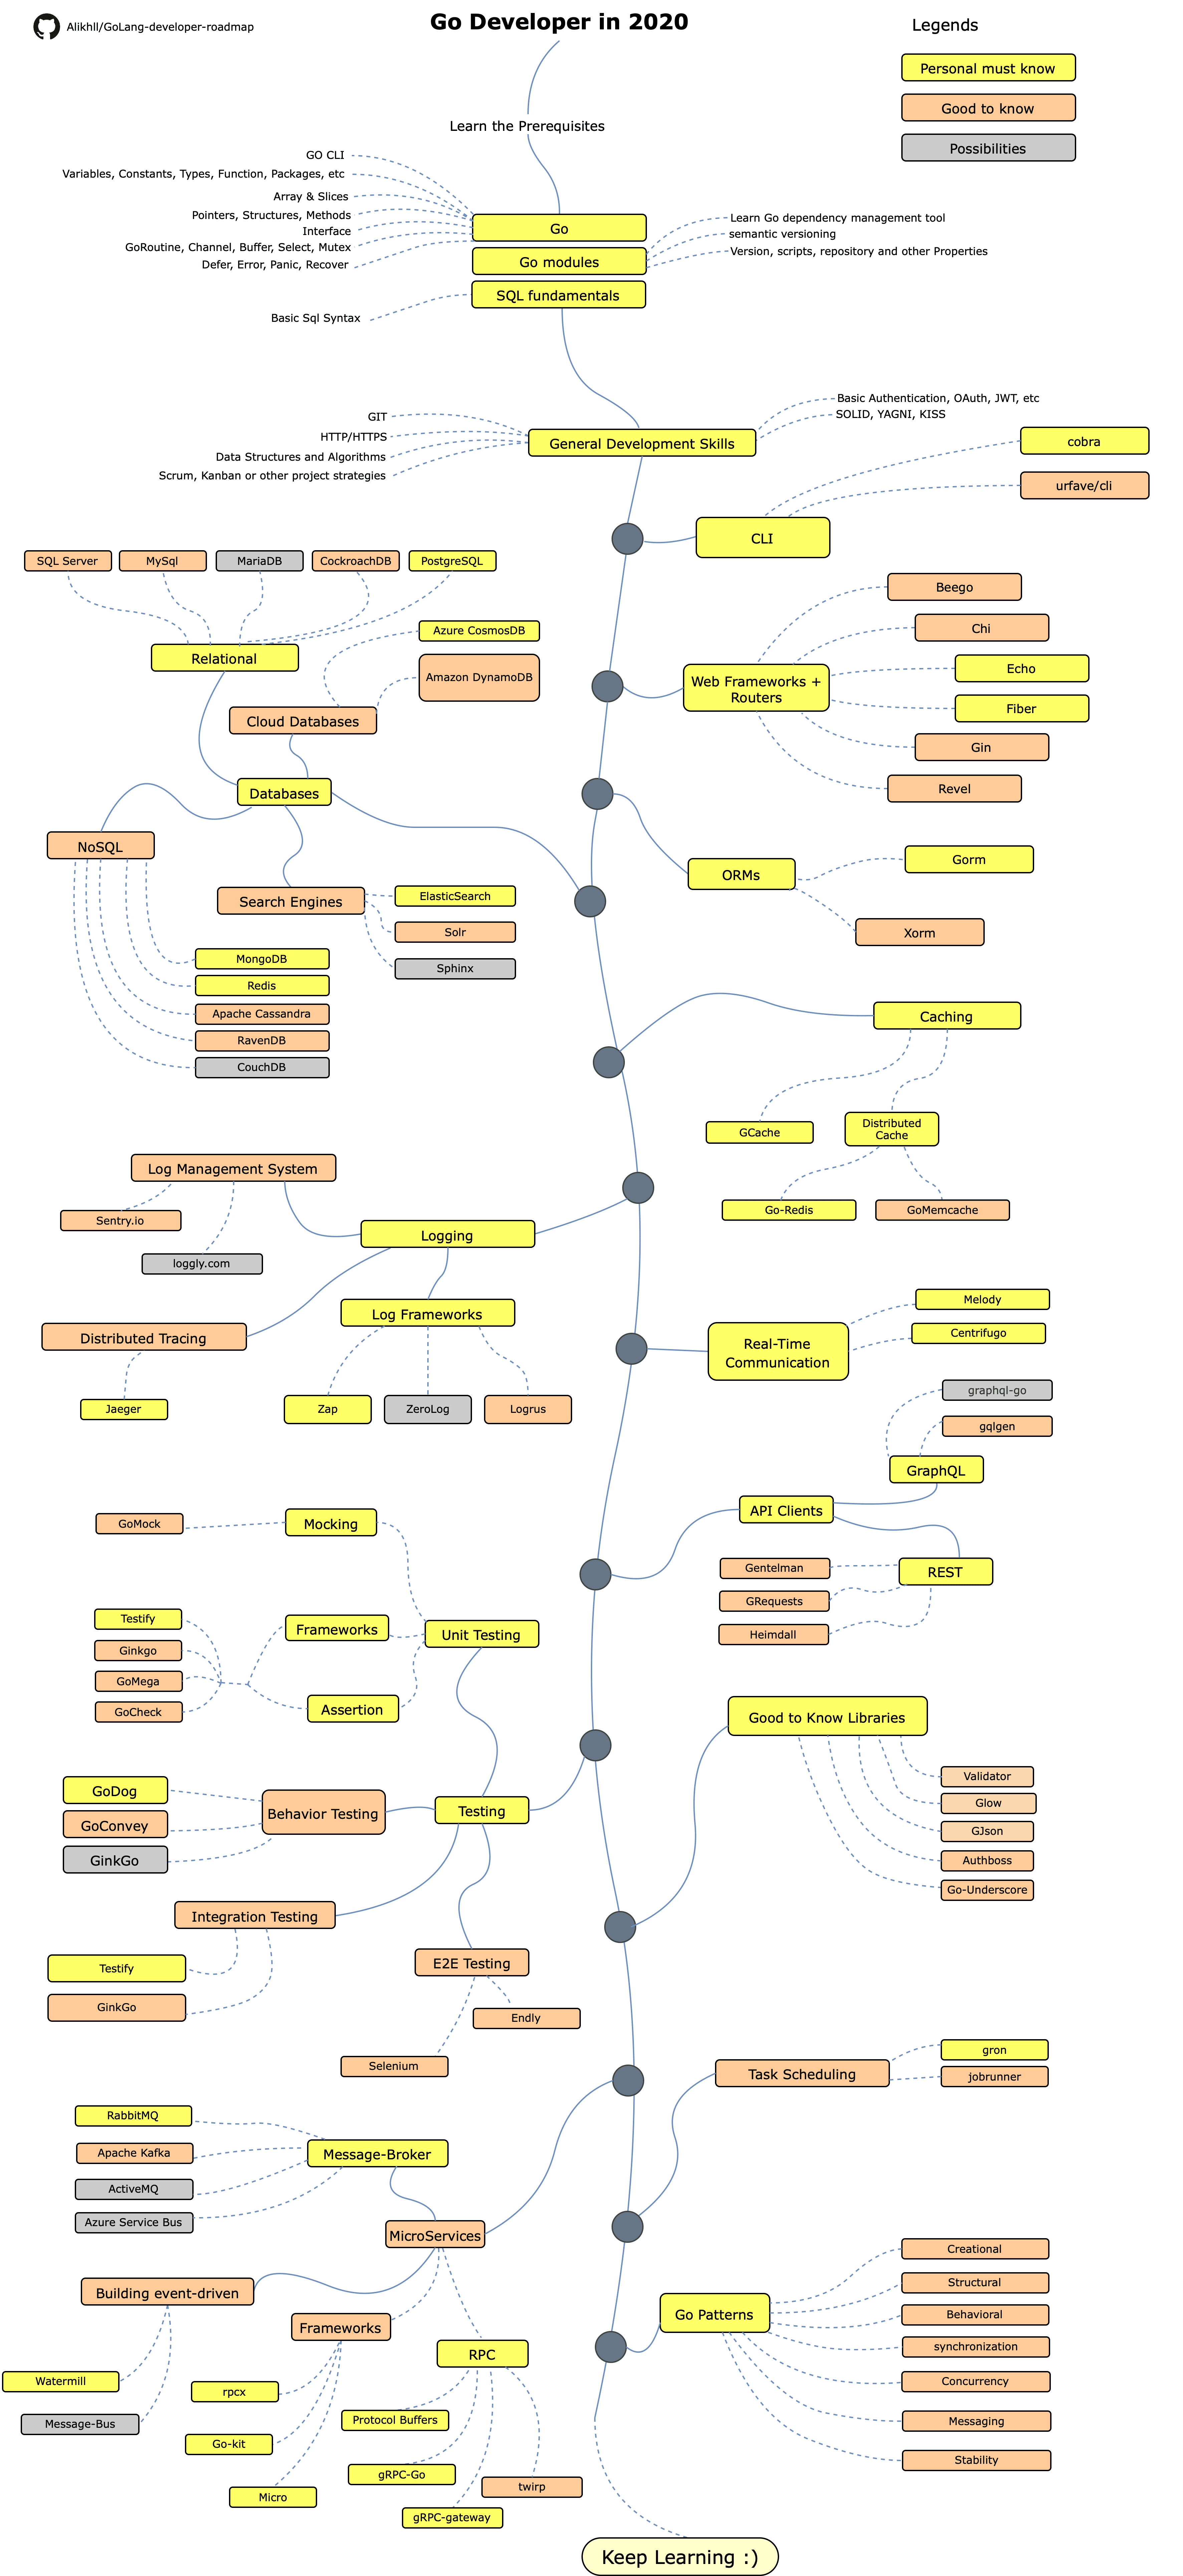 Alikhll/GoLang-developer-roadmap
Go Developer in 2020
Legends
Personal must know
Good to know
Possibilities
Learn the Prerequisites
GO CLI
Variables, Constants, Types, Function, Packages, etc
Array & Slices
Pointers, Structures, Methods
Interface
GoRoutine, Channel, Buffer, Select, Mutex
Defer, Error, Panic, Recover
Go
Go modules
SQL fundamentals
Learn Go dependency management tool
semantic versioning
Version, scripts, repository and other Properties
Basic Sql Syntax
GIT
HTTP/HTTPS
Data Structures and Algorithms
Scrum, Kanban or other project strategies
General Development Skills
Basic Authentication, OAuth, JWT, etc
SOLID, YAGNI, KISS
cobra
urfave/cli
CLI
SQL Server
MySql
MariaDB
CockroachDB
PostgreSQL
Relational
Azure CosmosDB
Amazon DynamoDB
Cloud Databases
Databases
Beego
Chi
Echo
Fiber
Gin
Revel
Web Frameworks +
Routers
NoSQL
Search Engines
ElasticSearch
Solr
Sphinx
MongoDB
Redis
Apache Cassandra
RavenDB
CouchDB
ORMs
Gorm
Xorm
Caching
GCache
Distributed
Cache
Go-Redis
GoMemcache
Log Management System
Sentry.io
loggly.com
Logging
Log Frameworks
Distributed Tracing
Jaeger
Zap
ZeroLog
Logrus
Real-Time
Communication
Melody
Centrifugo
graphql-go
gqlgen
GraphQL
API Clients
REST
Gentelman
GRequests
Heimdall
GoMock
Mocking
Testify
Ginkgo
GoMega
GoCheck
Frameworks
Assertion
Unit Testing
Good to Know Libraries
Validator
Glow
GJson
Authboss
Go-Underscore
GoDog
GoConvey
GinkGo
Behavior Testing
Testing
Integration Testing
Testify
GinkGo
E2E Testing
Endly
Selenium
Task Scheduling
gron
jobrunner
RabbitMQ
Apache Kafka
ActiveMQ
Azure Service Bus
Message-Broker
MicroServices
Building event-driven
Watermill
Message-Bus
Frameworks
rpcx
Go-kit
Micro
RPC
Protocol Buffers
gRPC-Go
twirp
gRPC-gateway
Go Patterns
Creational
Structural
Behavioral
synchronization
Concurrency
Messaging
Stability
Keep Learning :)